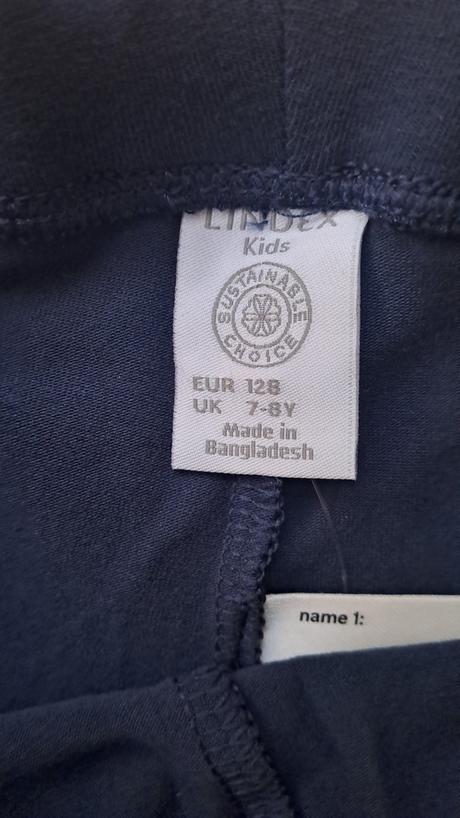 LINDEX
Kids
SUSTAINABLE
CHOICE
EUR 128
UK 7-8Y
Made in
Bangladesh
name 1: